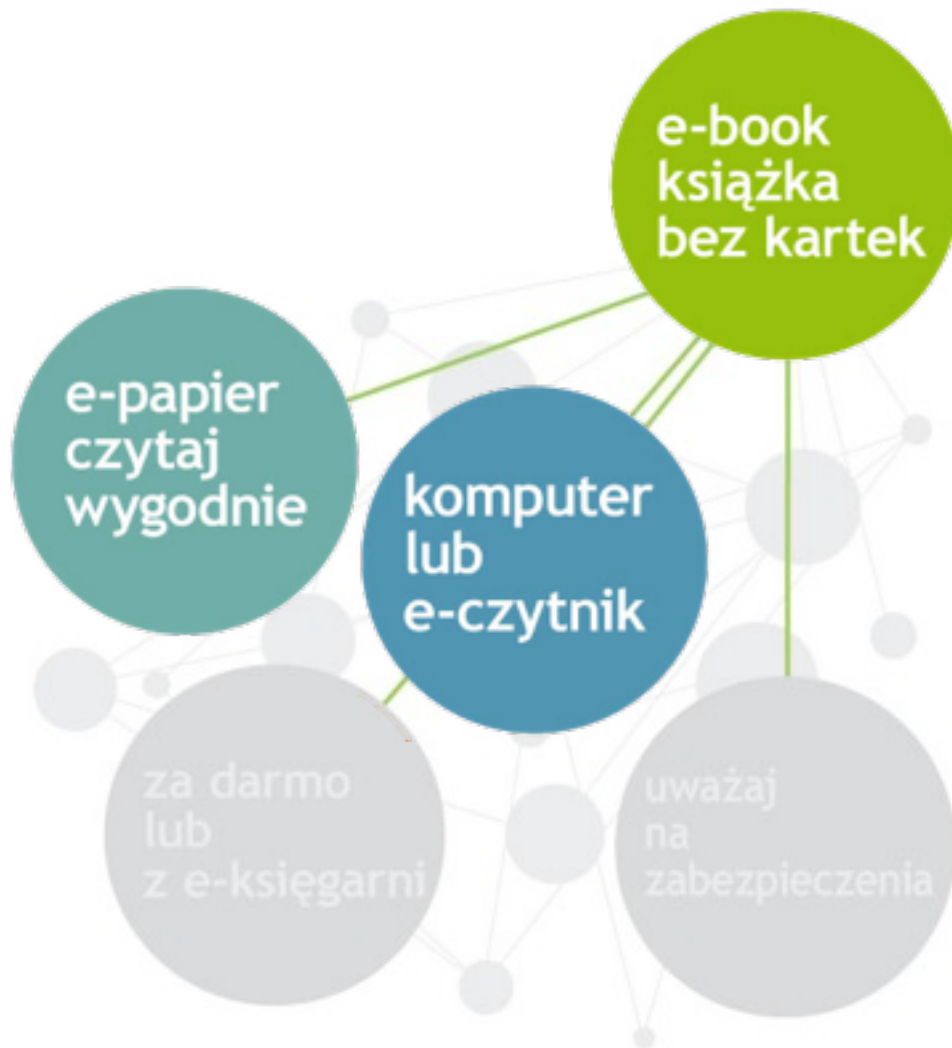 e-book
książka
bez kartek
e-papier
czytaj
wygodnie
komputer
lub
e-czytnik
za darmo
lub
z e-księgarni
uważaj
na
zabezpieczenia